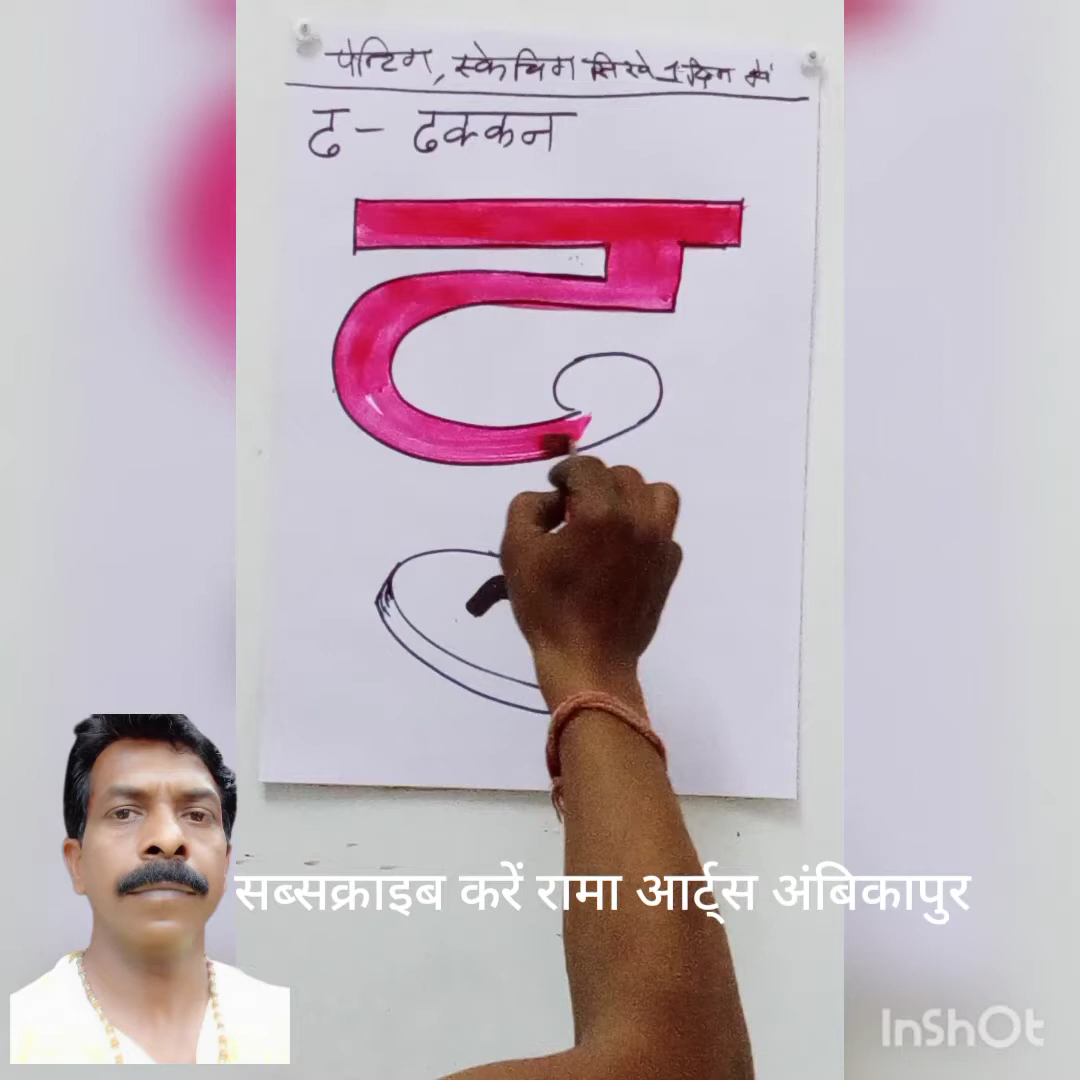 पेन्टिग, स्केचिग सिखे 1 दिन में
ढ - ढक्कन
ढ
सब्सक्राइब करें रामा आर्ट्स अंबिकापुर
InShOt